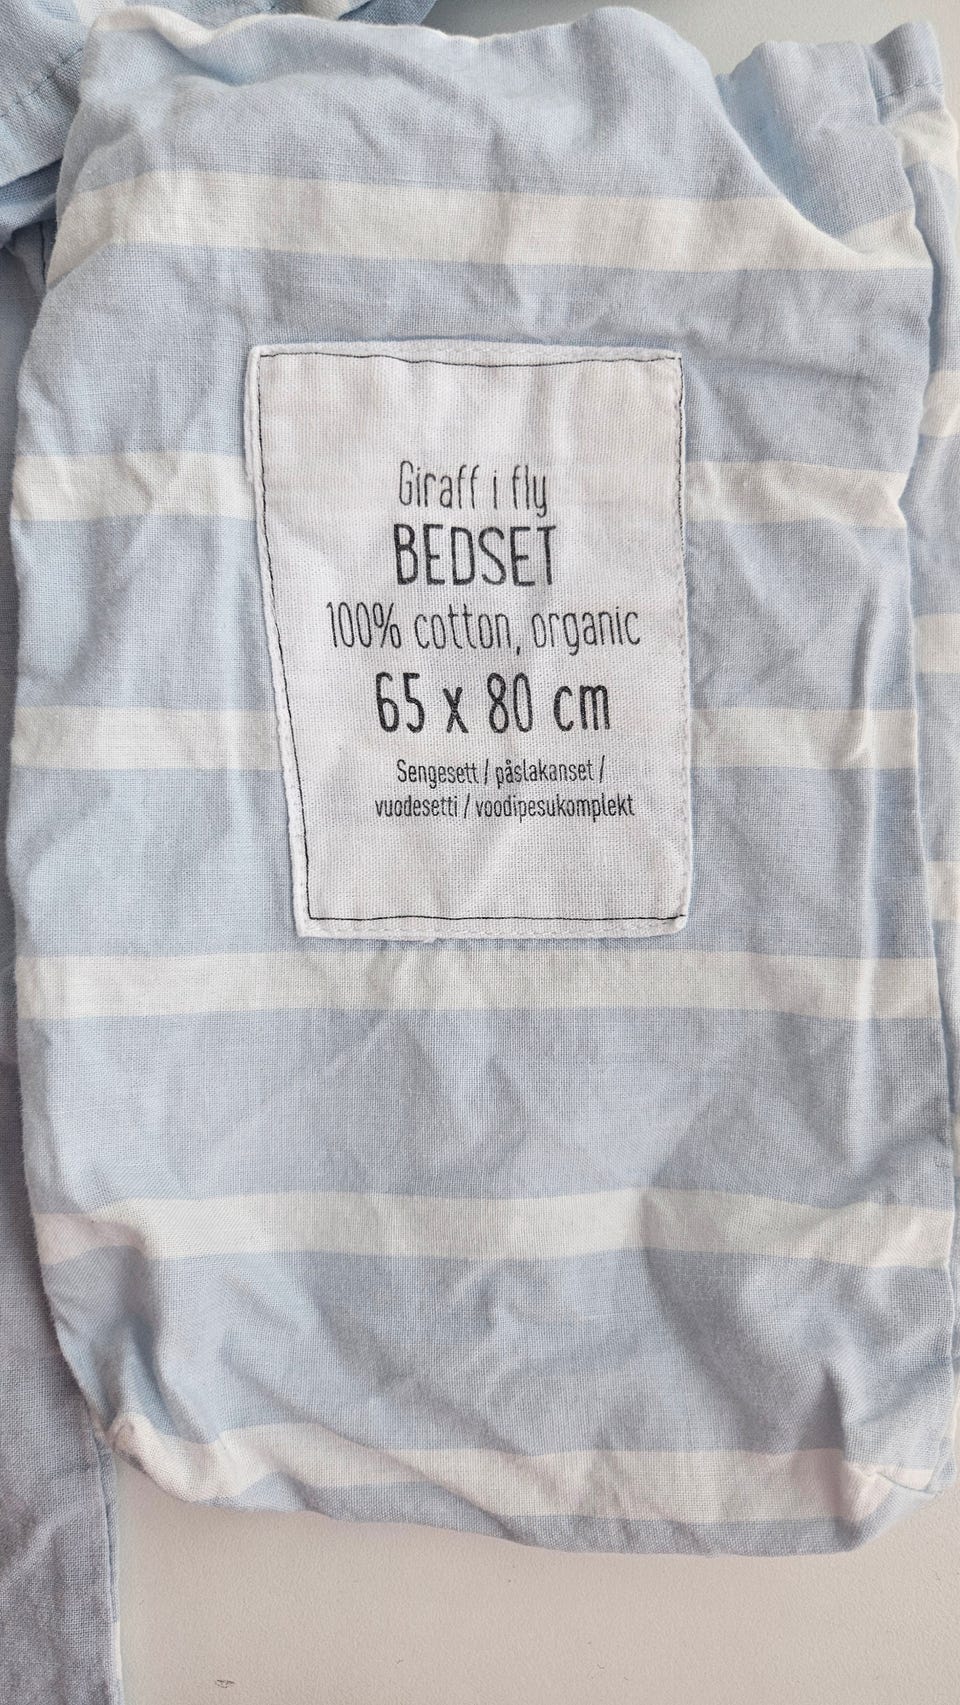 Giraff i fly
BEDSET
100% cotton, organic
65 x 80 cm
Sengesett / påslakanset /
vuodesetti / voodipesukomplekt